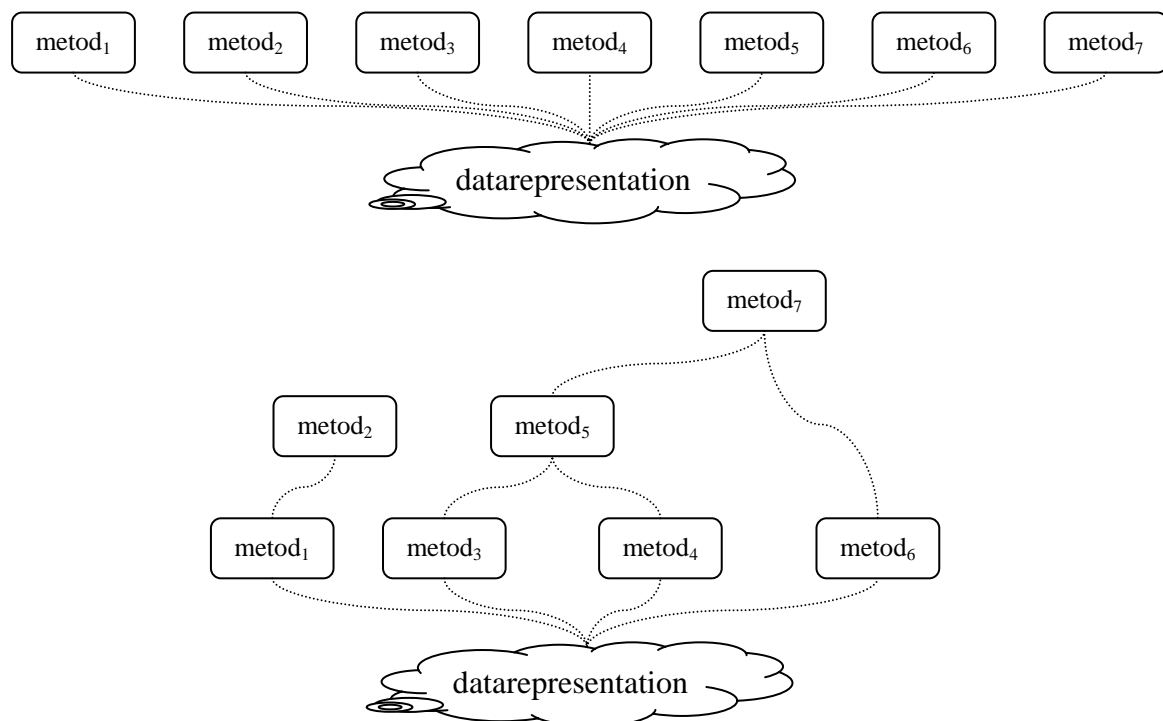 metod₁ metod₂ metod₃ metod₄ metod₅ metod₆ metod₇
datarepresentation
metod₇
metod₂ metod₅
metod₁ metod₃ metod₄ metod₆
datarepresentation